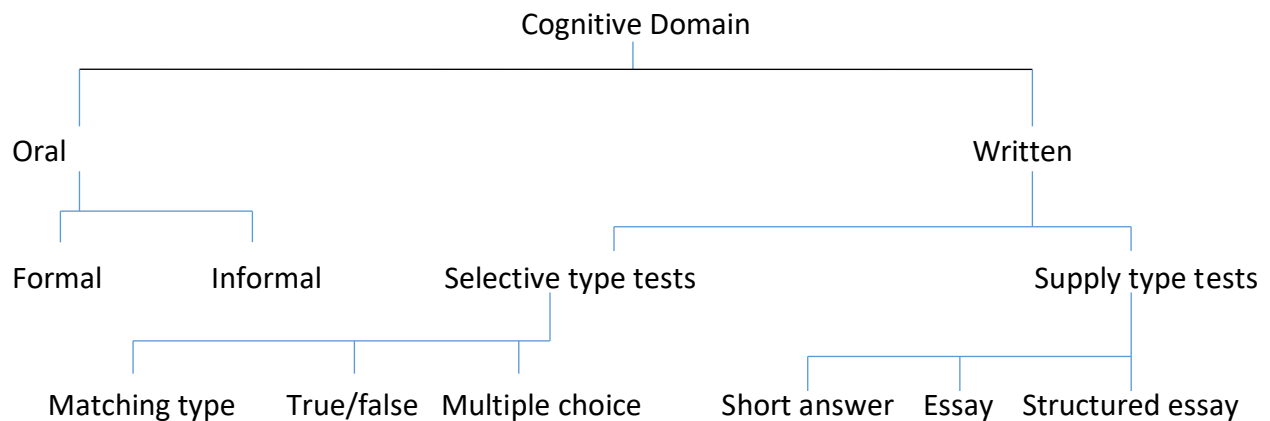 Cognitive Domain
Oral
Written
Formal
Informal
Selective type tests
Supply type tests
Matching type
True/false
Multiple choice
Short answer
Essay
Structured essay